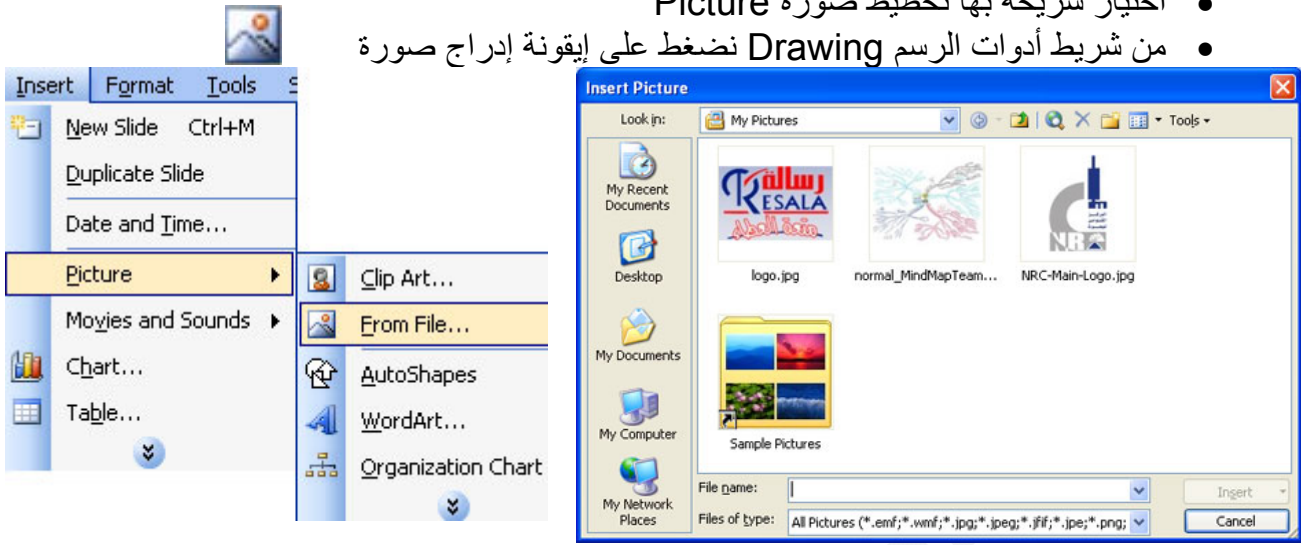 اختيار شريحة بها تخطيط صورة Picture
من شريط أدوات الرسم Drawing نضغط على إيقونة إدراج صورة
Insert Format Tools S
New Slide Ctrl+M
Duplicate Slide
Date and Time...
Picture
Movies and Sounds
Chart...
Table...
Clip Art...
From File...
AutoShapes
WordArt...
Organization Chart
Insert Picture
Look in: My Pictures Tools
My Recent
Documents
Desktop
My Documents
My Computer
My Network
Places
رسالة
RESALA
logo.jpg
normal_MindMapTeam...
NRC
NRC-Main-Logo.jpg
Sample Pictures
File name: Insert
Files of type: All Pictures (*.emf;*.wmf;*.jpg;*.jpeg;*.jfif;*.jpe;*.png; Cancel